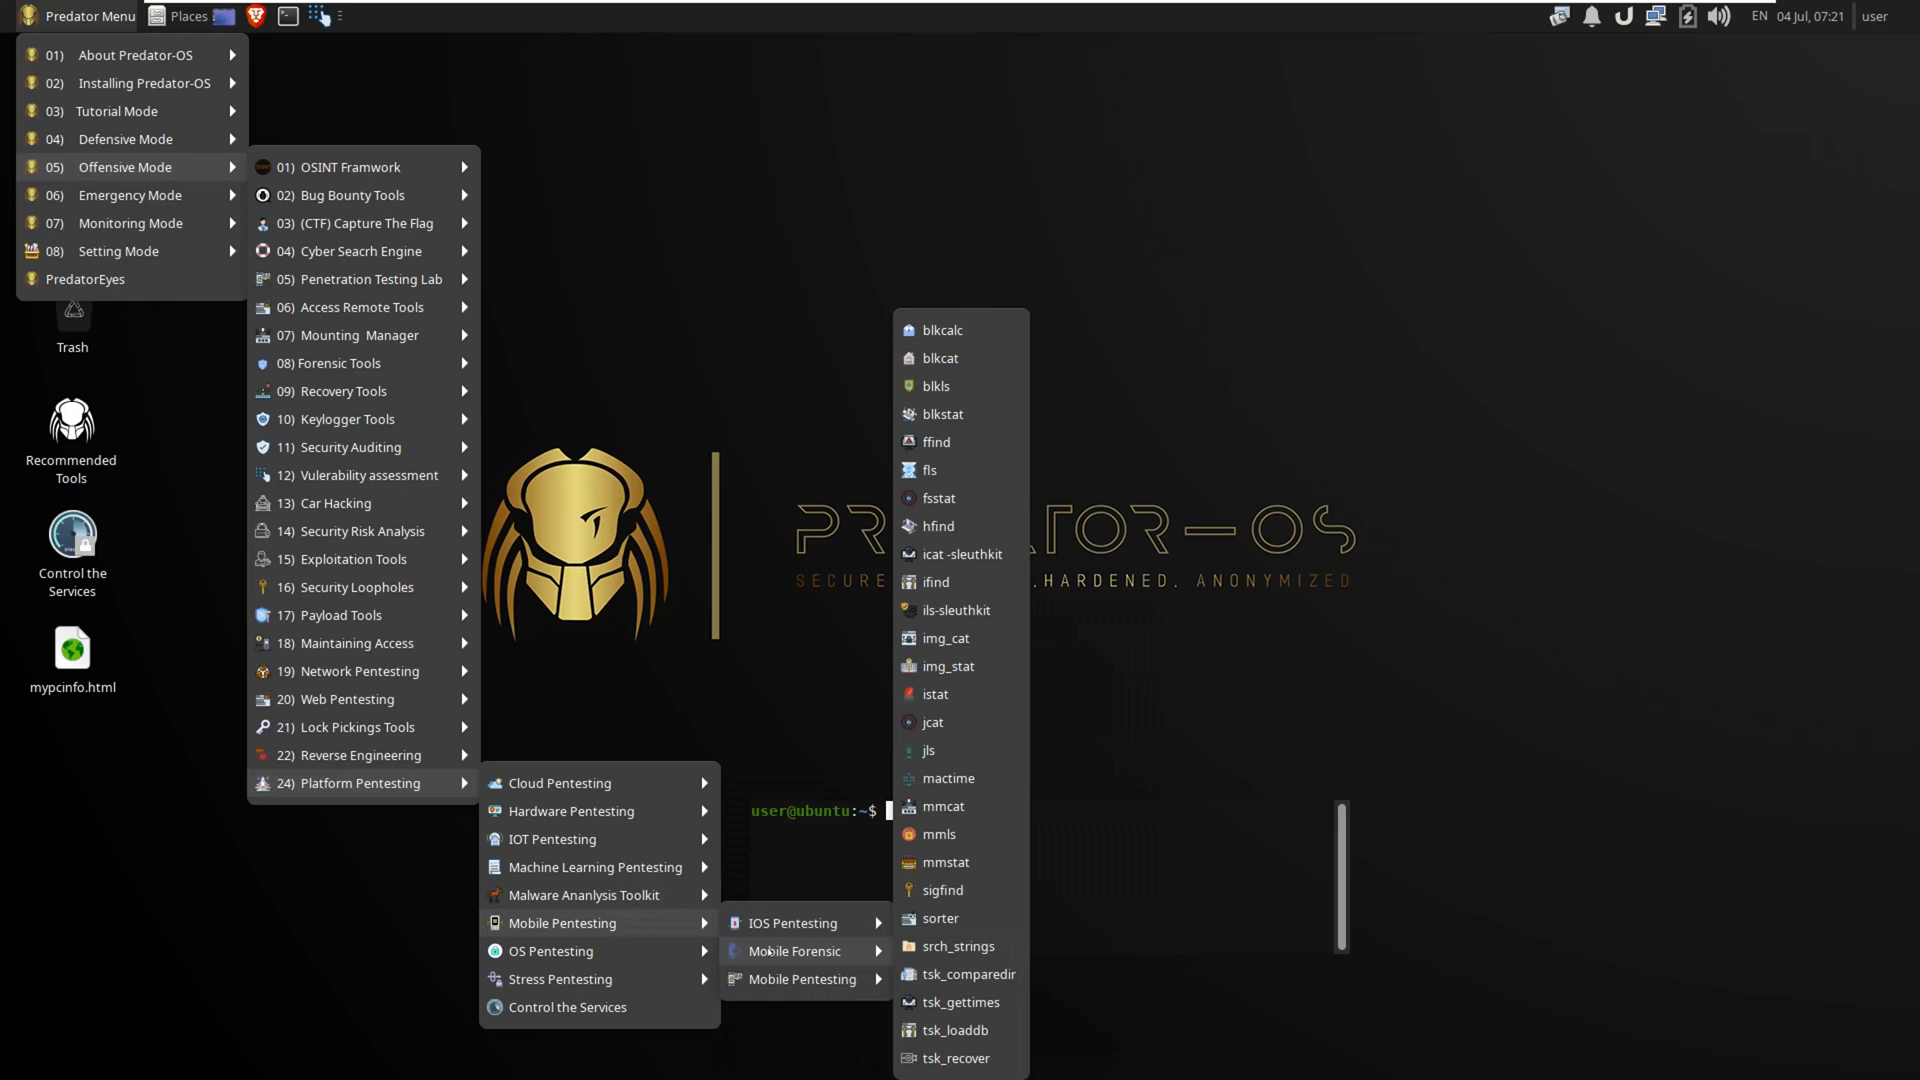 Predator Menu
Places
EN
04 Jul, 07:21
user
01) About Predator-OS
02) Installing Predator-OS
03) Tutorial Mode
04) Defensive Mode
05) Offensive Mode
06) Emergency Mode
07) Monitoring Mode
08) Setting Mode
PredatorEyes
Trash
Recommended
Tools
Control the
Services
mypcinfo.html
01) OSINT Framwork
02) Bug Bounty Tools
03) (CTF) Capture The Flag
04) Cyber Seacrh Engine
05) Penetration Testing Lab
06) Access Remote Tools
07) Mounting Manager
08) Forensic Tools
09) Recovery Tools
10) Keylogger Tools
11) Security Auditing
12) Vulerability assessment
13) Car Hacking
14) Security Risk Analysis
15) Exploitation Tools
16) Security Loopholes
17) Payload Tools
18) Maintaining Access
19) Network Pentesting
20) Web Pentesting
21) Lock Pickings Tools
22) Reverse Engineering
24) Platform Pentesting
Cloud Pentesting
Hardware Pentesting
IOT Pentesting
Machine Learning Pentesting
Malware Ananlysis Toolkit
Mobile Pentesting
OS Pentesting
Stress Pentesting
Control the Services
IOS Pentesting
Mobile Forensic
Mobile Pentesting
blkcalc
blkcat
blkls
blkstat
ffind
fls
fsstat
hfind
icat -sleuthkit
ifind
ils-sleuthkit
img_cat
img_stat
istat
jcat
jls
mactime
mmcat
mmls
mmstat
sigfind
sorter
srch_strings
tsk_comparedir
tsk_gettimes
tsk_loaddb
tsk_recover
PR TOR-OS
SECURE .HARDENED. ANONYMIZED
user@ubuntu:~$